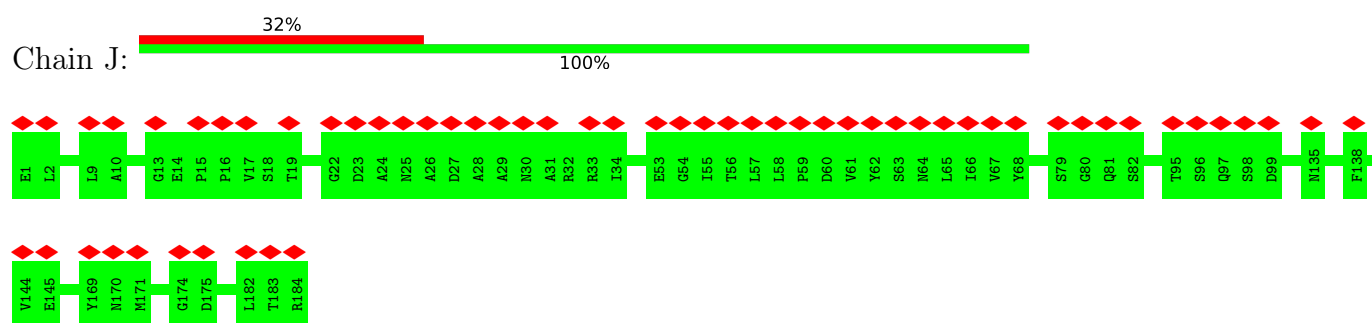 32%
Chain J:
100%
E1 L2 L9 A10 G13 E14 P15 P16 V17 S18 T19 G22 D23 A24 N25 A26 D27 A28 A29 N30 A31 R32 R33 I34 E53 G54 I55 T56 L57 L58 P59 D60 V61 Y62 S63 N64 L65 I66 V67 Y68 S79 G80 Q81 S82 T95 S96 Q97 S98 D99 N135 F138
V144 E145 Y169 N170 M171 G174 D175 L182 T183 R184